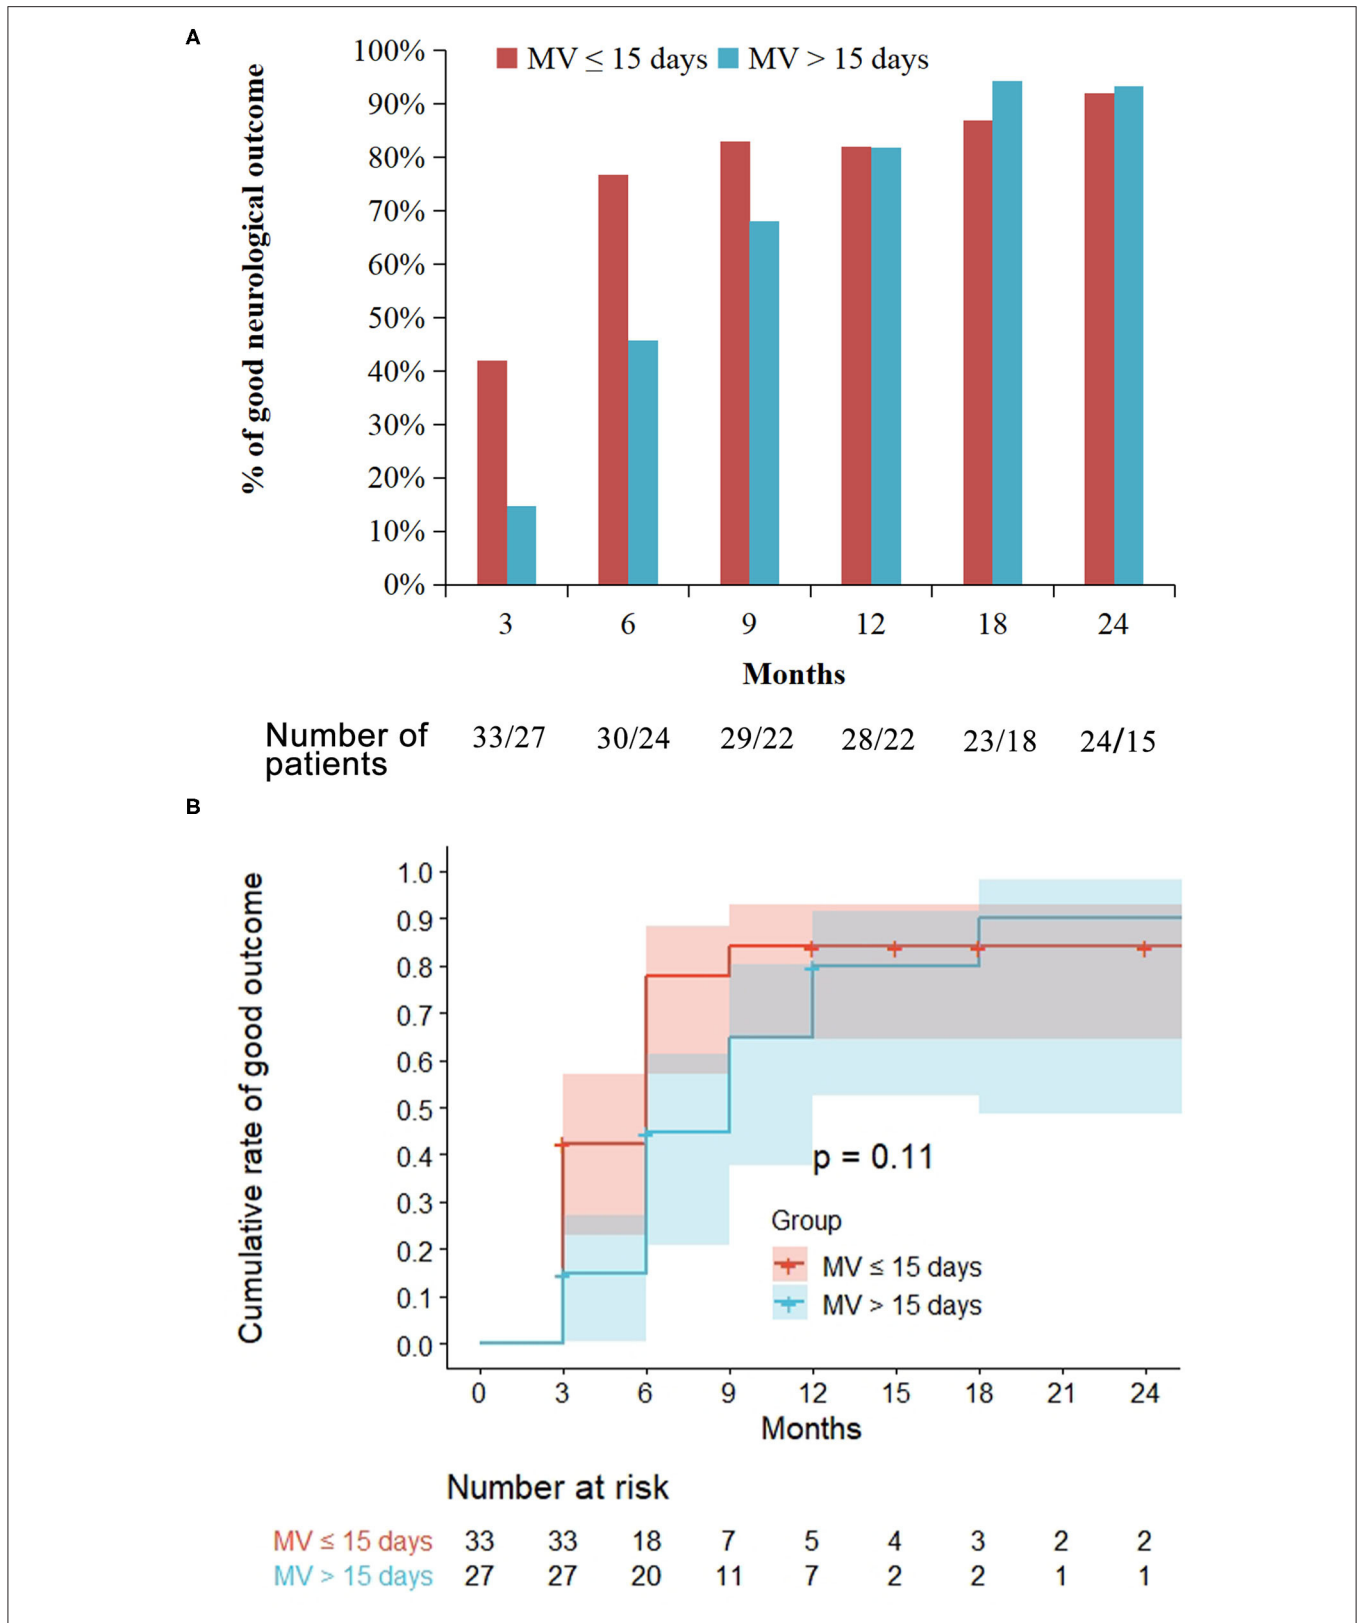 A
MV ≤ 15 days MV > 15 days
% of good neurological outcome
100%
90%
80%
70%
60%
50%
40%
30%
20%
10%
0%
3 6 9 12 18 24
Months
Number of patients 33/27 30/24 29/22 28/22 23/18 24/15
B
Cumulative rate of good outcome
1.0
0.9
0.8
0.7
0.6
0.5
0.4
0.3
0.2
0.1
0.0
p = 0.11
Group
MV ≤ 15 days
MV > 15 days
0 3 6 9 12 15 18 21 24
Months
Number at risk
MV ≤ 15 days 33 33 18 7 5 4 3 2 2
MV > 15 days 27 27 20 11 7 2 2 1 1